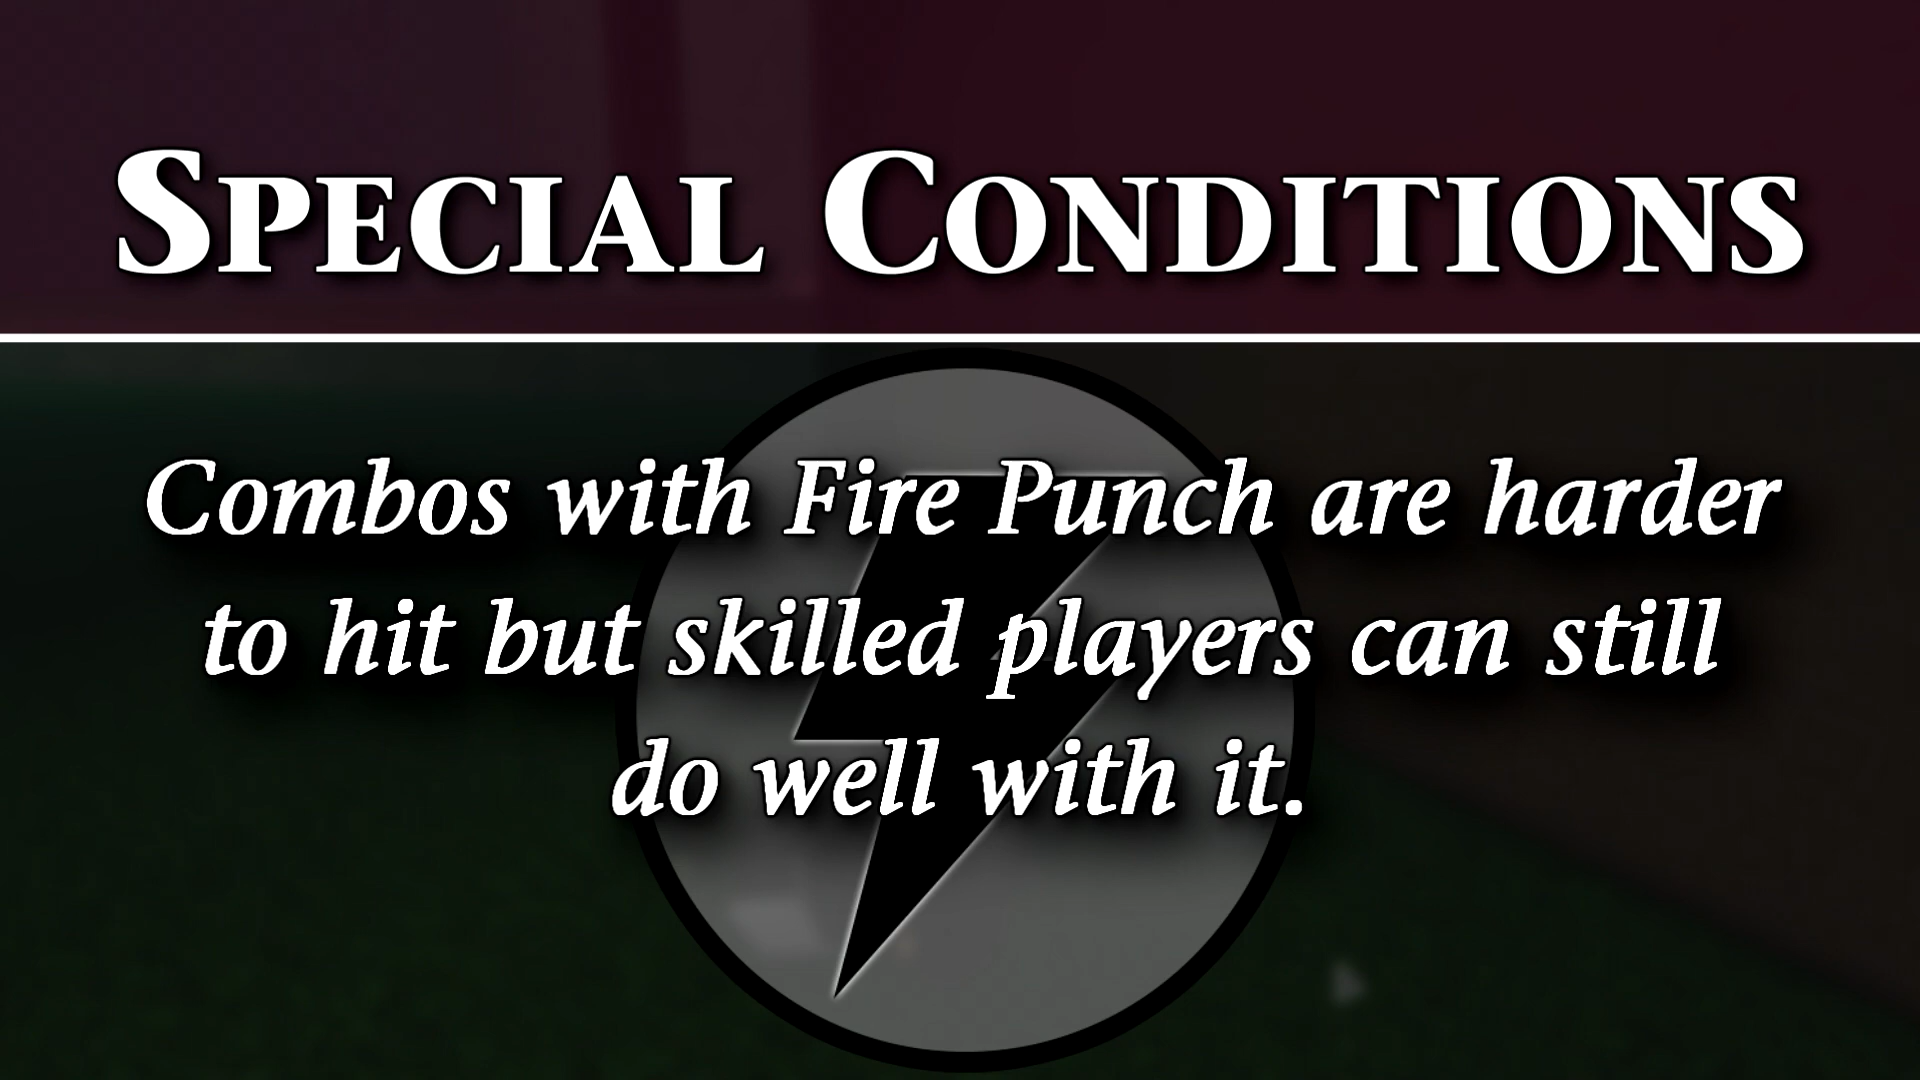 SPECIAL CONDITIONS
Combos with Fire Punch are harder
to hit but skilled players can still
do well with it.